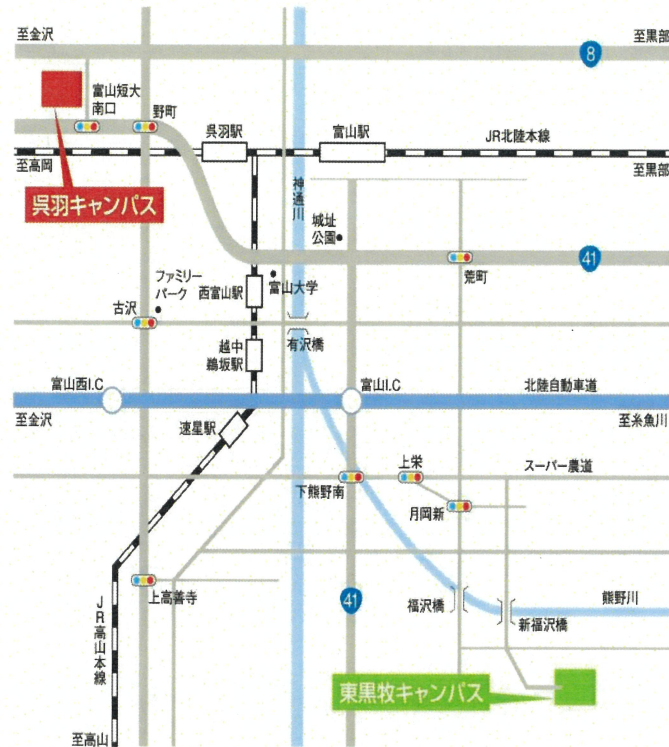 至金沢
至黒部
8
富山短大
南口
野町
呉羽駅
富山駅
JR北陸本線
至高岡
至黒部
呉羽キャンパス
神通川
城址
公園
41
荒町
ファミリー
パーク
西富山駅
富山大学
古沢
有沢橋
越中
鵜坂駅
富山西I.C
富山I.C
北陸自動車道
至金沢
至糸魚川
速星駅
上栄
スーパー農道
下熊野南
月岡新
上高善寺
41
福沢橋
熊野川
新福沢橋
JR高山本線
東黒牧キャンパス
至高山